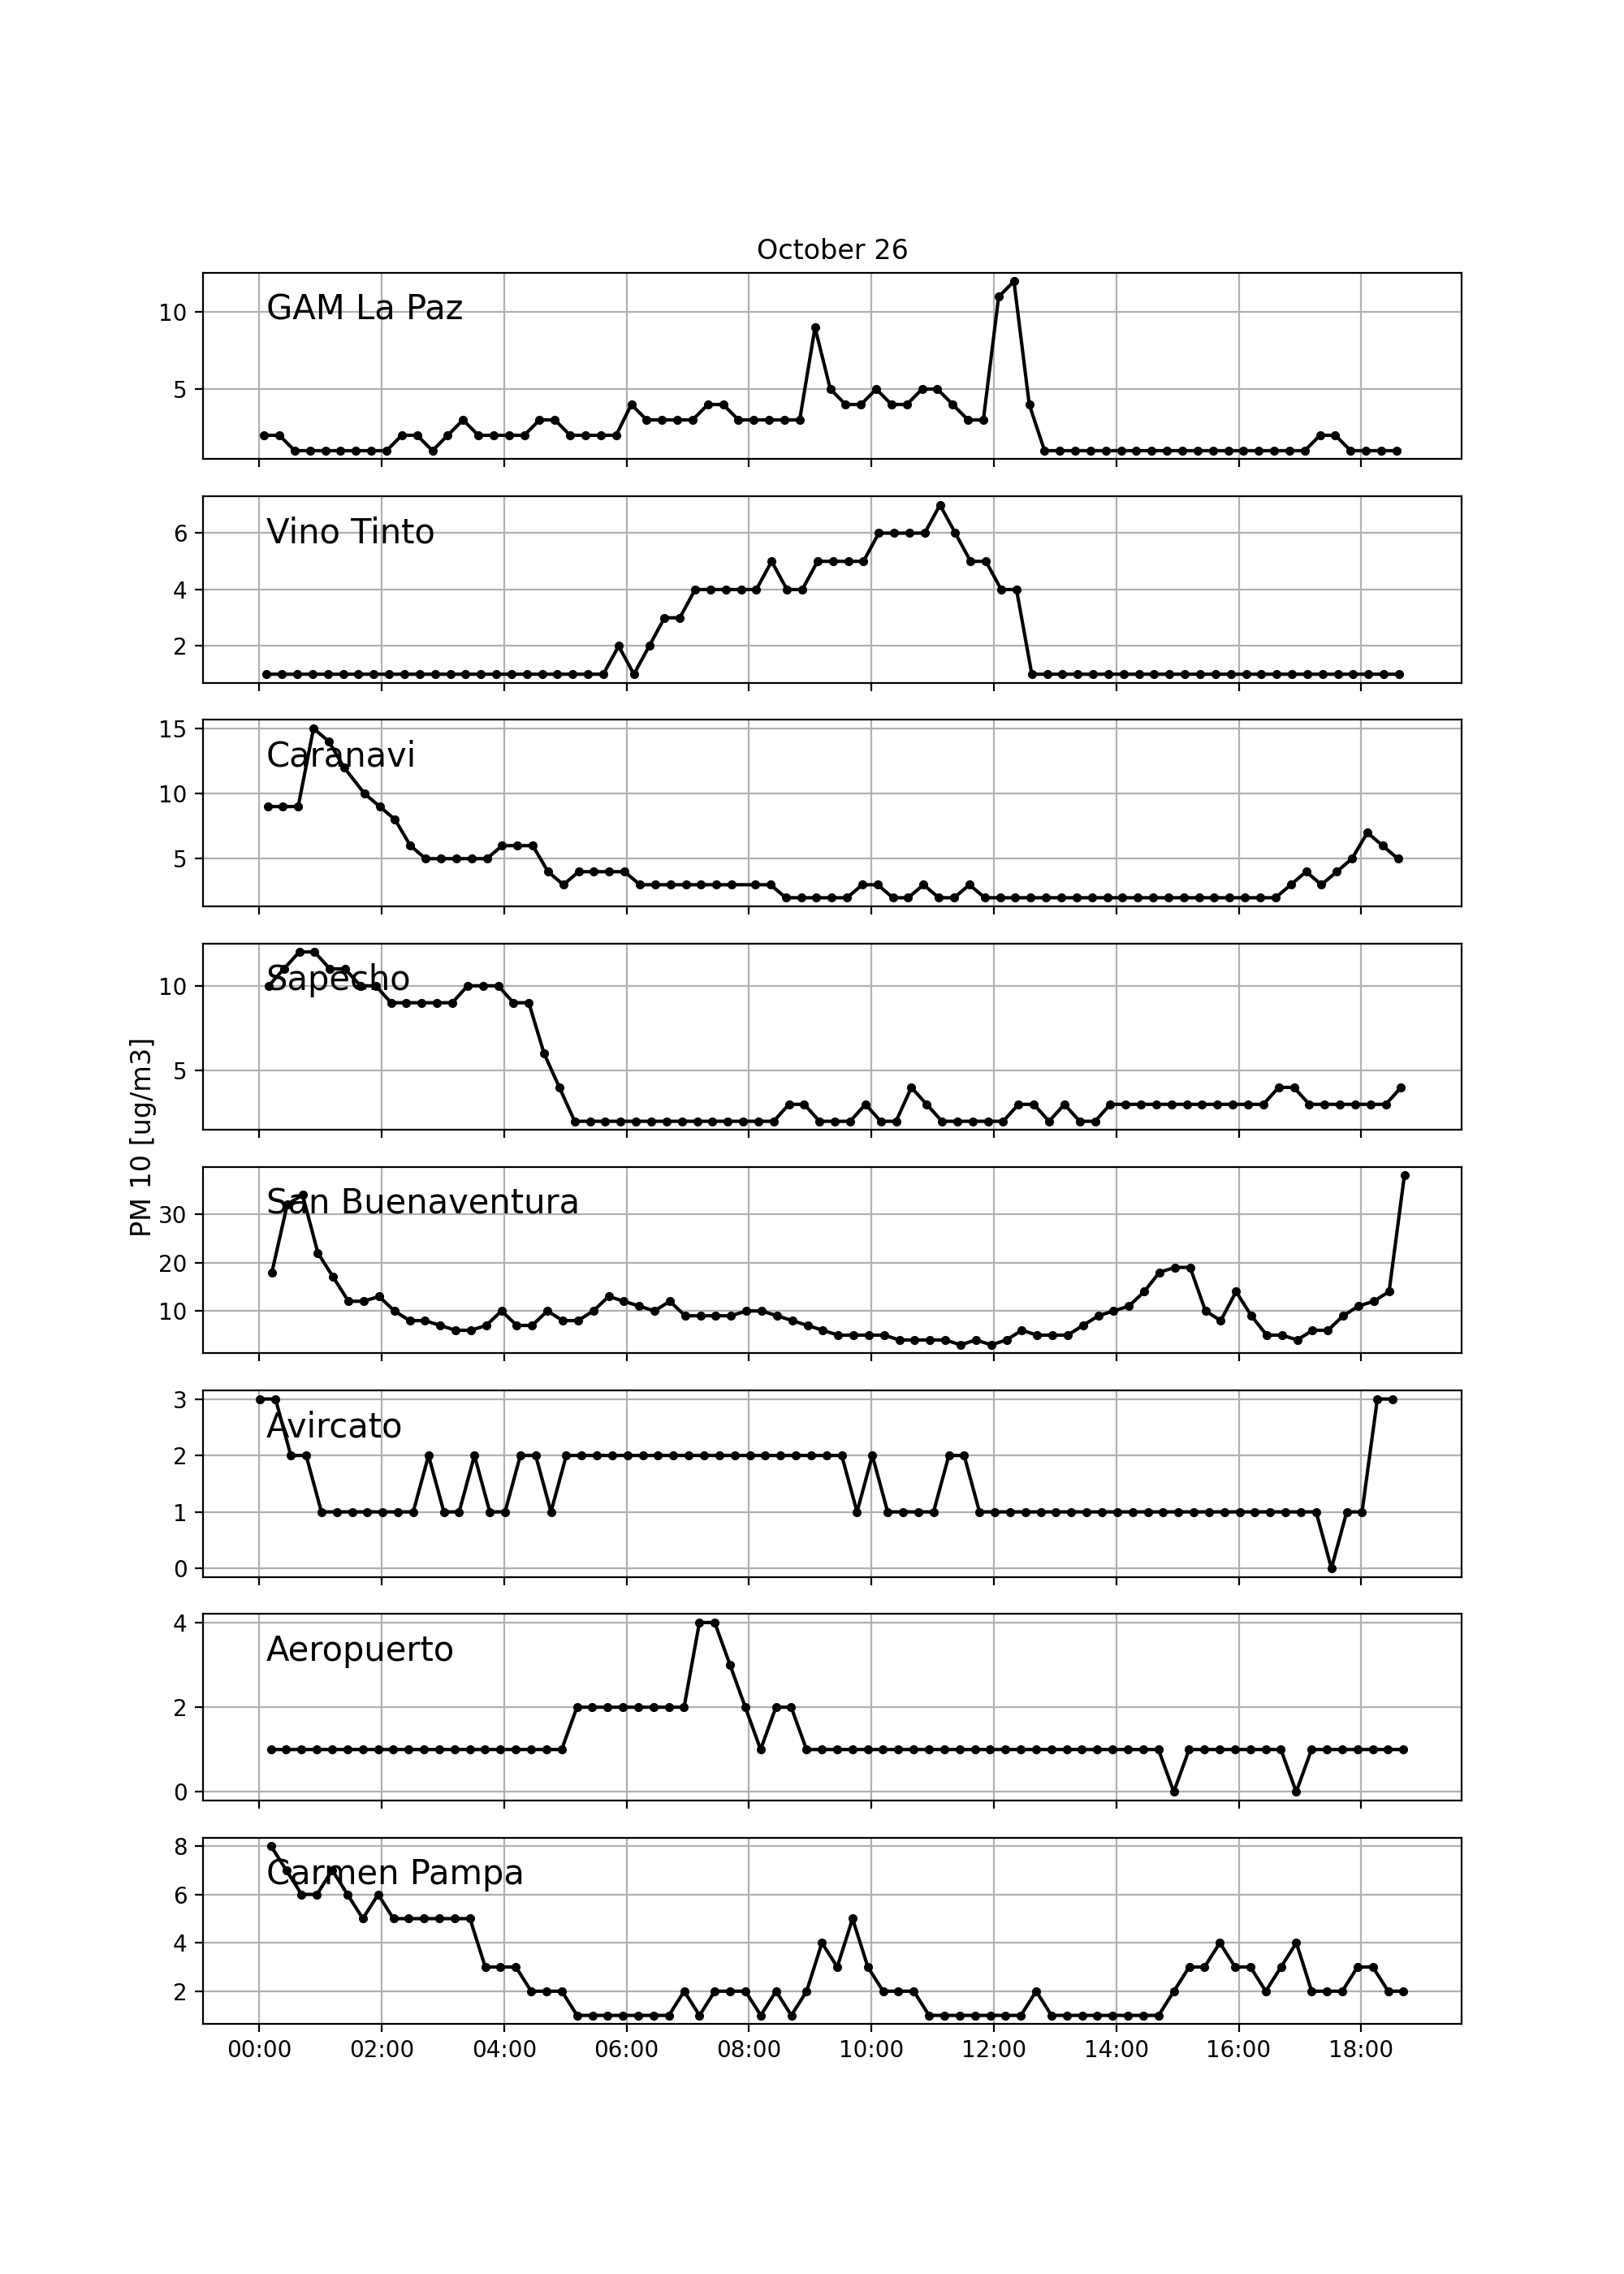 October 26
GAM La Paz
10
5
Vino Tinto
6
4
2
Caranavi
15
10
5
Sapecho
10
5
PM 10 [ug/m3]
San Buenaventura
30
20
10
Avircato
3
2
1
0
Aeropuerto
4
2
0
Carmen Pampa
8
6
4
2
00:00 02:00 04:00 06:00 08:00 10:00 12:00 14:00 16:00 18:00